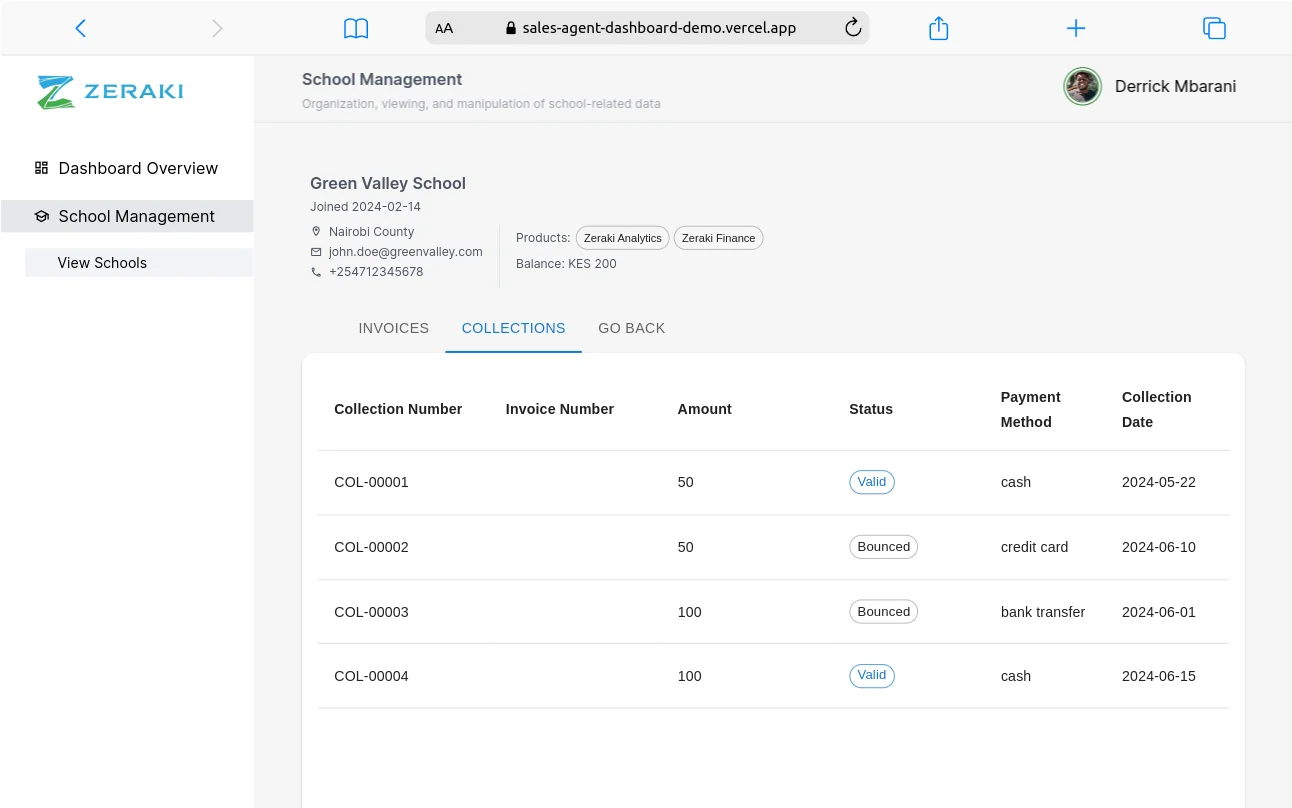 AA
sales-agent-dashboard-demo.vercel.app
ZERAKI
School Management
Organization, viewing, and manipulation of school-related data
Derrick Mbarani
Dashboard Overview
School Management
View Schools
Green Valley School
Joined 2024-02-14
Nairobi County
john.doe@greenvalley.com
+254712345678
Products: Zeraki Analytics Zeraki Finance
Balance: KES 200
INVOICES COLLECTIONS GO BACK
Collection Number Invoice Number Amount Status Payment Method Collection Date
COL-00001 50 Valid cash 2024-05-22
COL-00002 50 Bounced credit card 2024-06-10
COL-00003 100 Bounced bank transfer 2024-06-01
COL-00004 100 Valid cash 2024-06-15